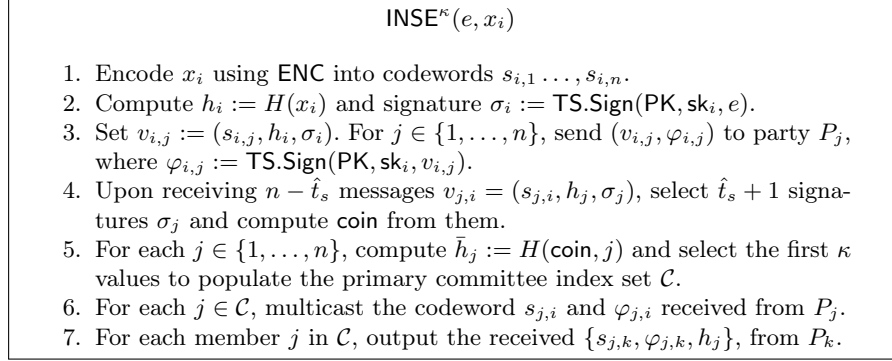 INSE^κ(e, x_i)
1. Encode x_i using ENC into codewords s_{i,1} ..., s_{i,n}.
2. Compute h_i := H(x_i) and signature σ_i := TS.Sign(PK, sk_i, e).
3. Set v_{i,j} := (s_{i,j}, h_i, σ_i). For j ∈ {1, ..., n}, send (v_{i,j}, φ_{i,j}) to party P_j,
where φ_{i,j} := TS.Sign(PK, sk_i, v_{i,j}).
4. Upon receiving n − t̂_s messages v_{j,i} = (s_{j,i}, h_j, σ_j), select t̂_s + 1 signa-
tures σ_j and compute coin from them.
5. For each j ∈ {1, ..., n}, compute h̄_j := H(coin, j) and select the first κ
values to populate the primary committee index set 𝒞.
6. For each j ∈ 𝒞, multicast the codeword s_{j,i} and φ_{j,i} received from P_j.
7. For each member j in 𝒞, output the received {s_{j,k}, φ_{j,k}, h_j}, from P_k.